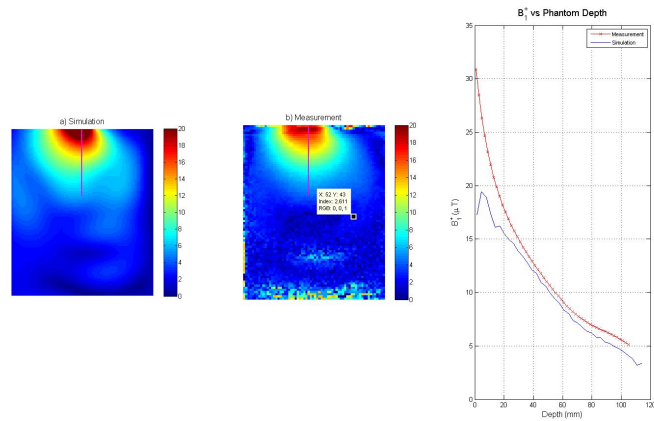 a) Simulation
20
18
16
14
12
10
8
6
4
2
0
b) Measurement
X: 52 Y: 43
Index: 2.611
RGB: 0, 0, 1
20
18
16
14
12
10
8
6
4
2
0
B₁⁺ vs Phantom Depth
Measurement
Simulation
35
30
25
20
15
10
5
0
B₁⁺ (μ T)
0 20 40 60 80 100 120
Depth (mm)